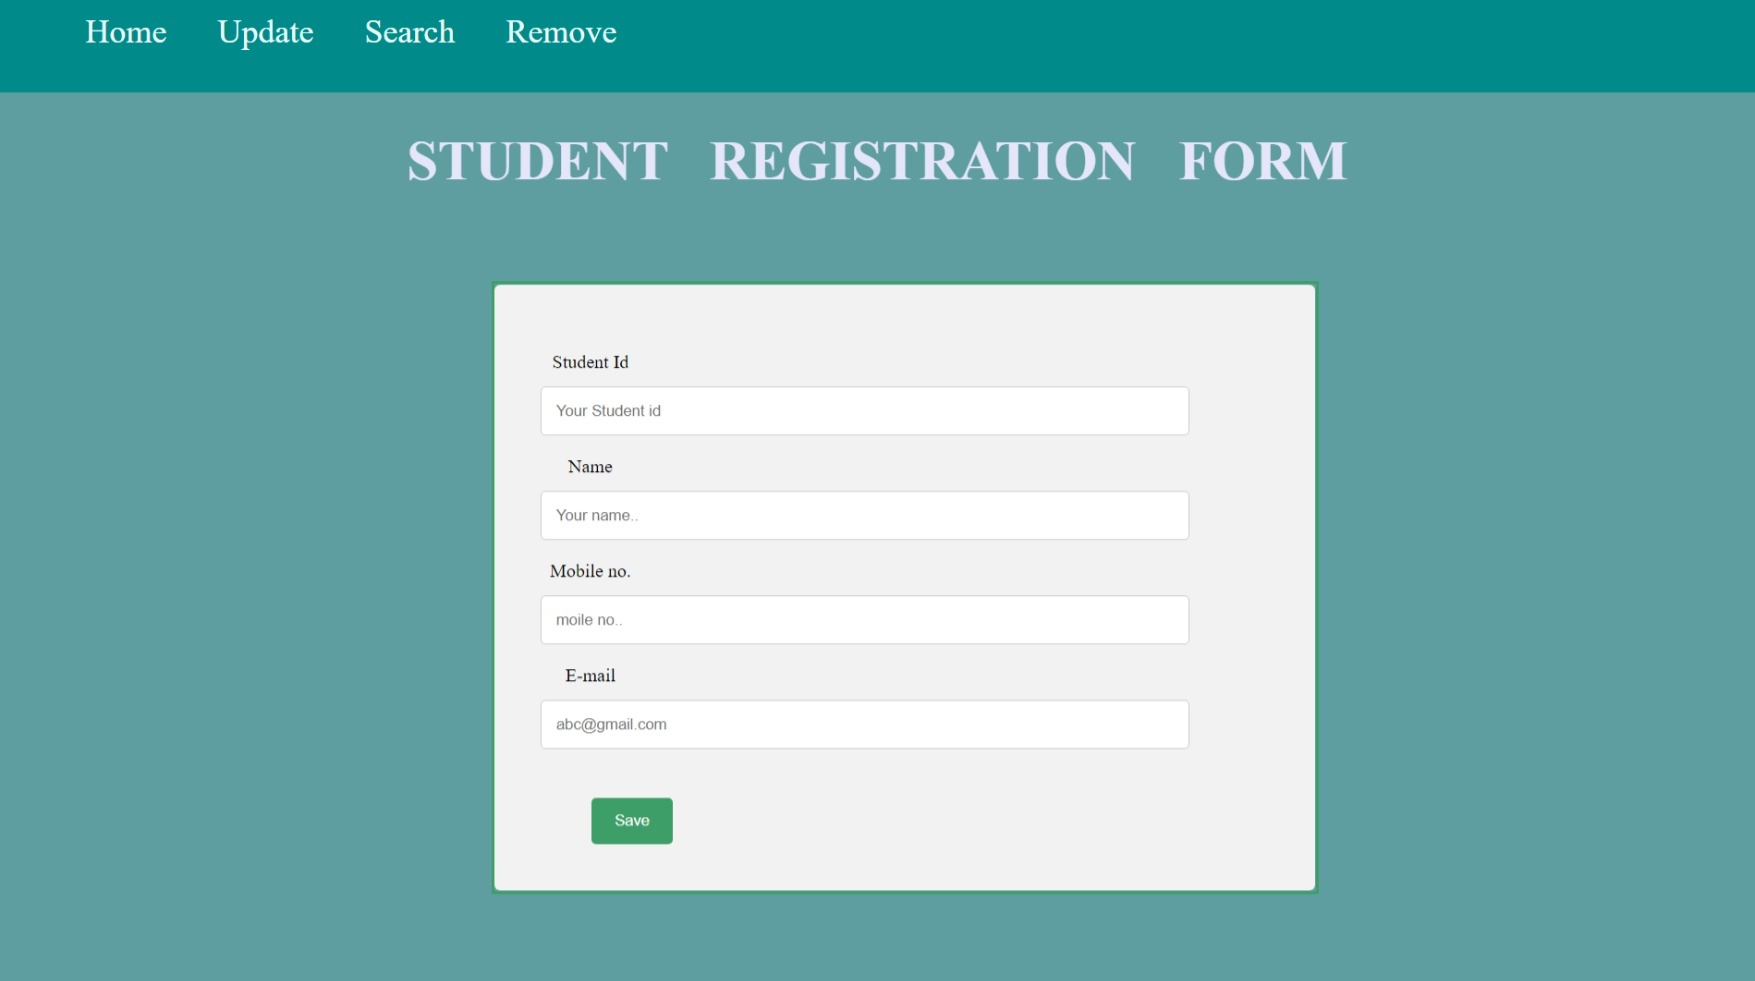 Home Update Search Remove
STUDENT REGISTRATION FORM
Student Id
Your Student id
Name
Your name..
Mobile no.
moile no..
E-mail
abc@gmail.com
Save